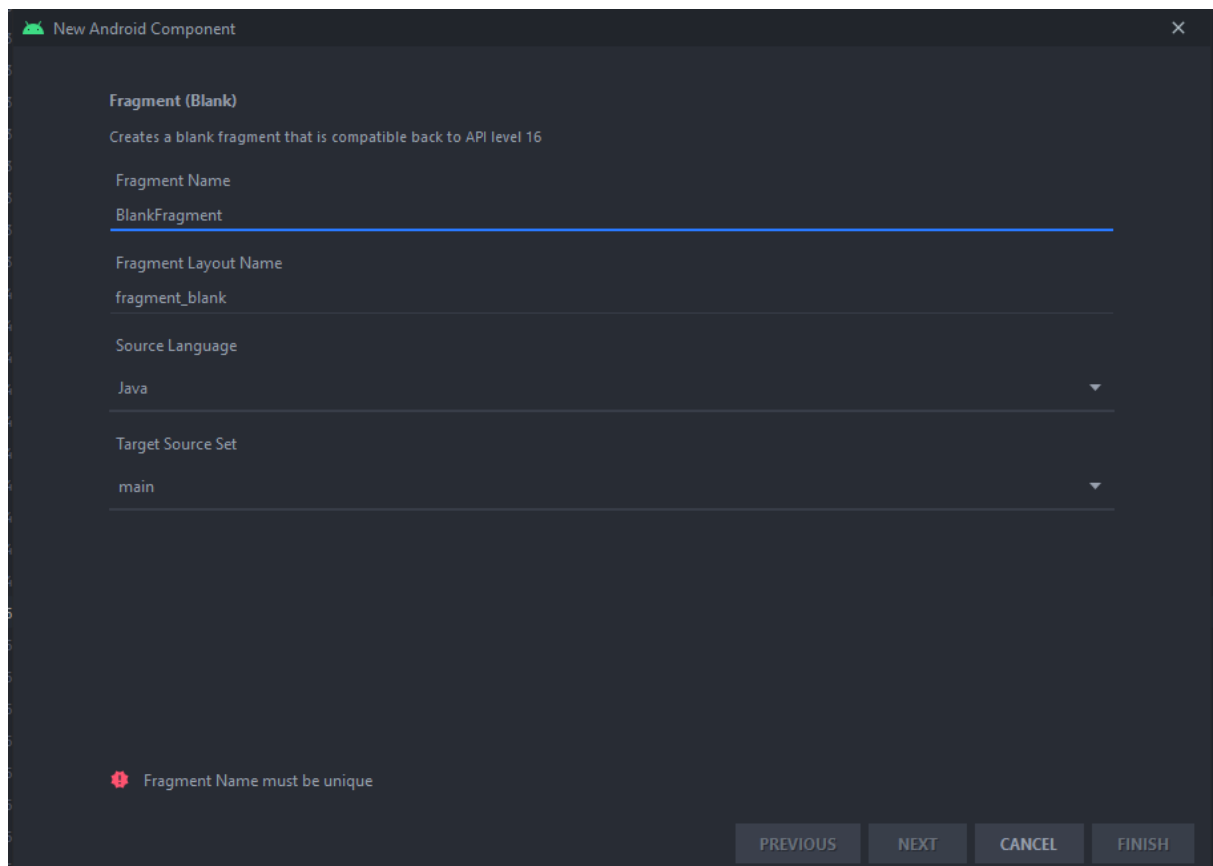 New Android Component
Fragment (Blank)
Creates a blank fragment that is compatible back to API level 16
Fragment Name
BlankFragment
Fragment Layout Name
fragment_blank
Source Language
Java
Target Source Set
main
Fragment Name must be unique
PREVIOUS NEXT CANCEL FINISH